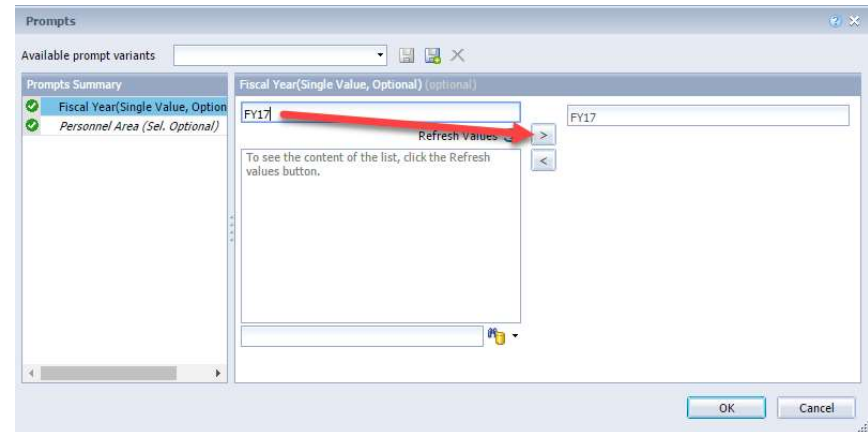 Prompts
Available prompt variants
Prompts Summary
Fiscal Year(Single Value, Option
Personnel Area (Sel. Optional)
Fiscal Year(Single Value, Optional) (optional)
FY17
Refresh Values
To see the content of the list, click the Refresh
values button.
>
<
FY17
OK
Cancel